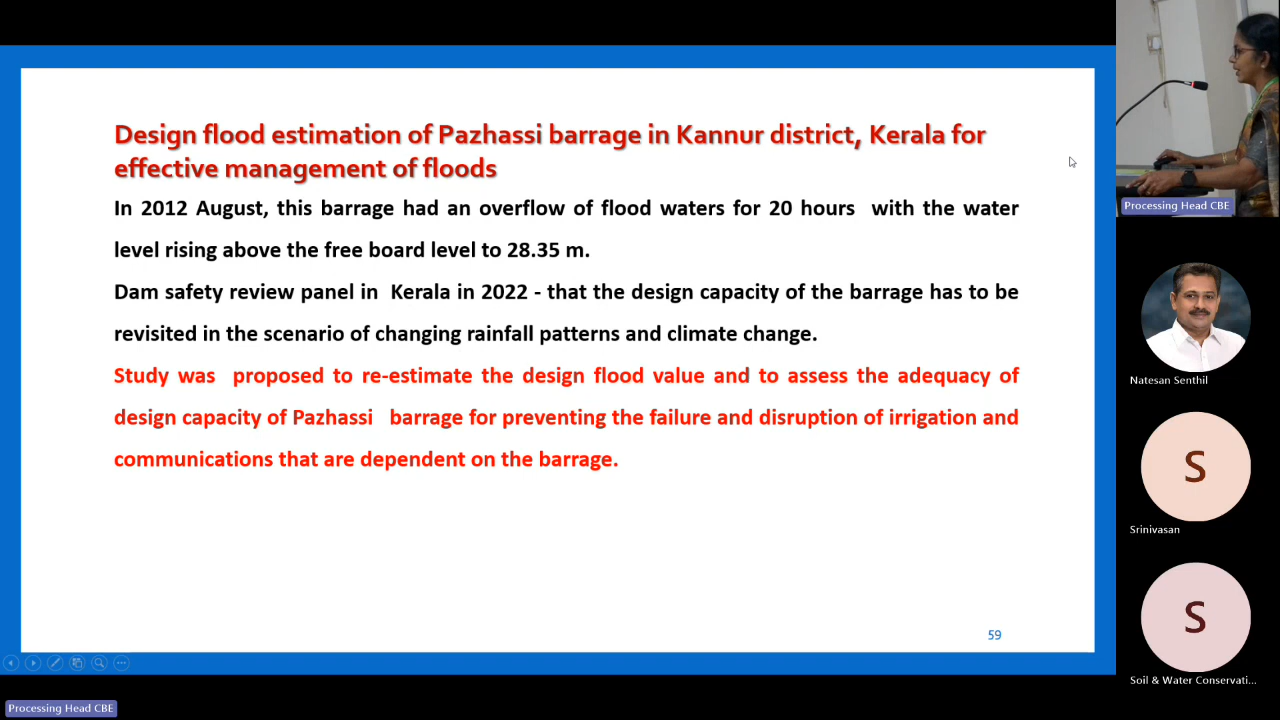 Design flood estimation of Pazhassi barrage in Kannur district, Kerala for
effective management of floods
In 2012 August, this barrage had an overflow of flood waters for 20 hours with the water
level rising above the free board level to 28.35 m.
Dam safety review panel in Kerala in 2022 - that the design capacity of the barrage has to be
revisited in the scenario of changing rainfall patterns and climate change.
Study was proposed to re-estimate the design flood value and to assess the adequacy of
design capacity of Pazhassi barrage for preventing the failure and disruption of irrigation and
communications that are dependent on the barrage.
59
Processing Head CBE
Processing Head CBE
Natesan Senthil
S
Srinivasan
S
Soil & Water Conservati...